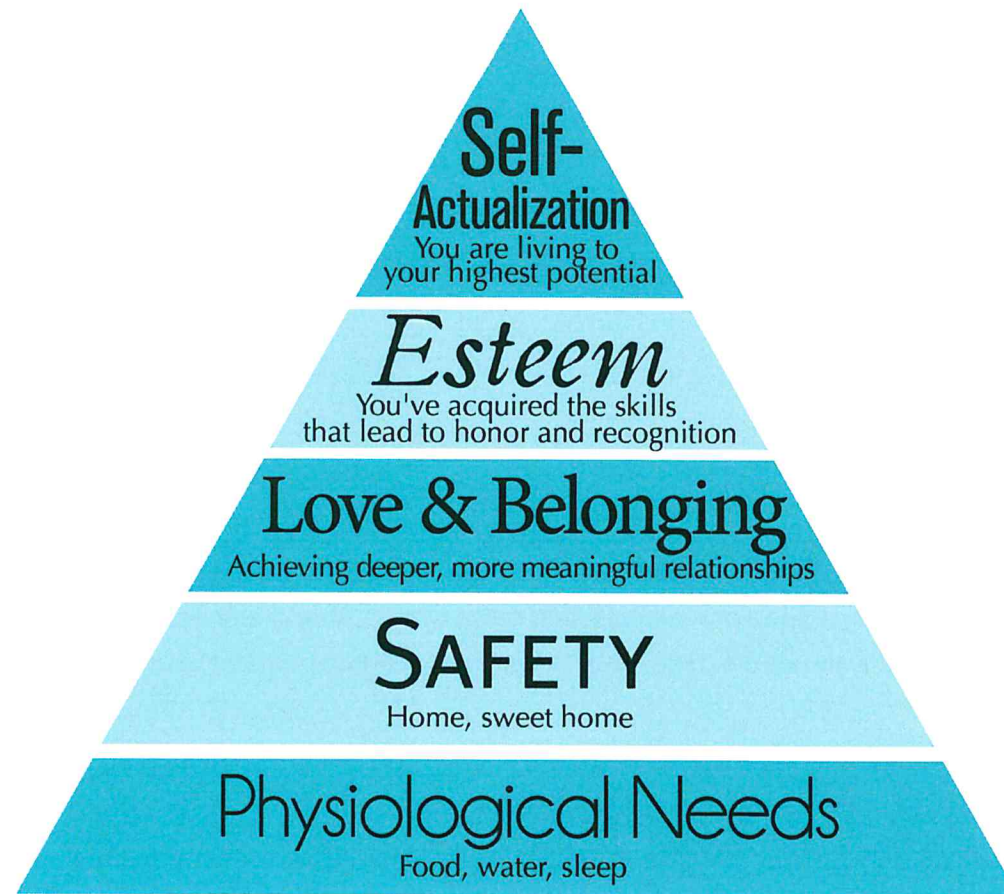 Self-
Actualization
You are living to
your highest potential
Esteem
You've acquired the skills
that lead to honor and recognition
Love & Belonging
Achieving deeper, more meaningful relationships
SAFETY
Home, sweet home
Physiological Needs
Food, water, sleep